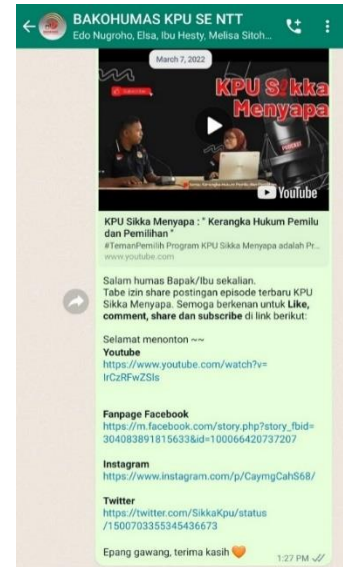 BAKOHUMAS KPU SE NTT
Edo Nugroho, Elsa, Ibu Hesty, Melisa Sitoh...
March 7, 2022
Subscribe
KPU Sikka
Menyapa
YouTube
KPU Sikka Menyapa : " Kerangka Hukum Pemilu
dan Pemilihan "
#TemanPemilih Program KPU Sikka Menyapa adalah Pr...
www.youtube.com
Salam humas Bapak/Ibu sekalian.
Tabe izin share postingan episode terbaru KPU
Sikka Menyapa. Semoga berkenan untuk Like,
comment, share dan subscribe di link berikut:
Selamat menonton ~~
Youtube
https://www.youtube.com/watch?v=
IrCzRFwZSIs
Fanpage Facebook
https://m.facebook.com/story.php?story_fbid=
304083891815633&id=100066420737207
Instagram
https://www.instagram.com/p/CaymgCahS68/
Twitter
https://twitter.com/SikkaKpu/status
/1500703355345436673
Epang gawang, terima kasih 🧡
1:27 PM